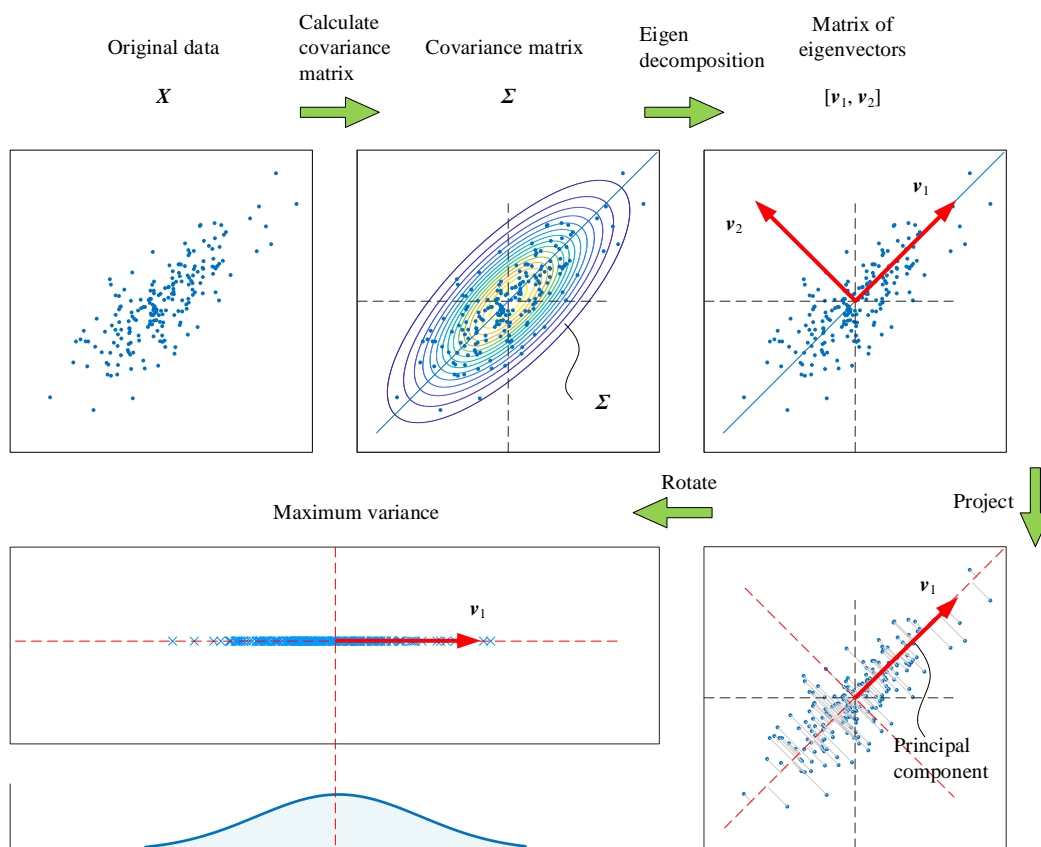 Original data
X
Calculate
covariance
matrix
Covariance matrix
Σ
Eigen
decomposition
Matrix of
eigenvectors
[v₁, v₂]
v₂
v₁
Σ
Rotate
Project
Maximum variance
v₁
v₁
Principal
component